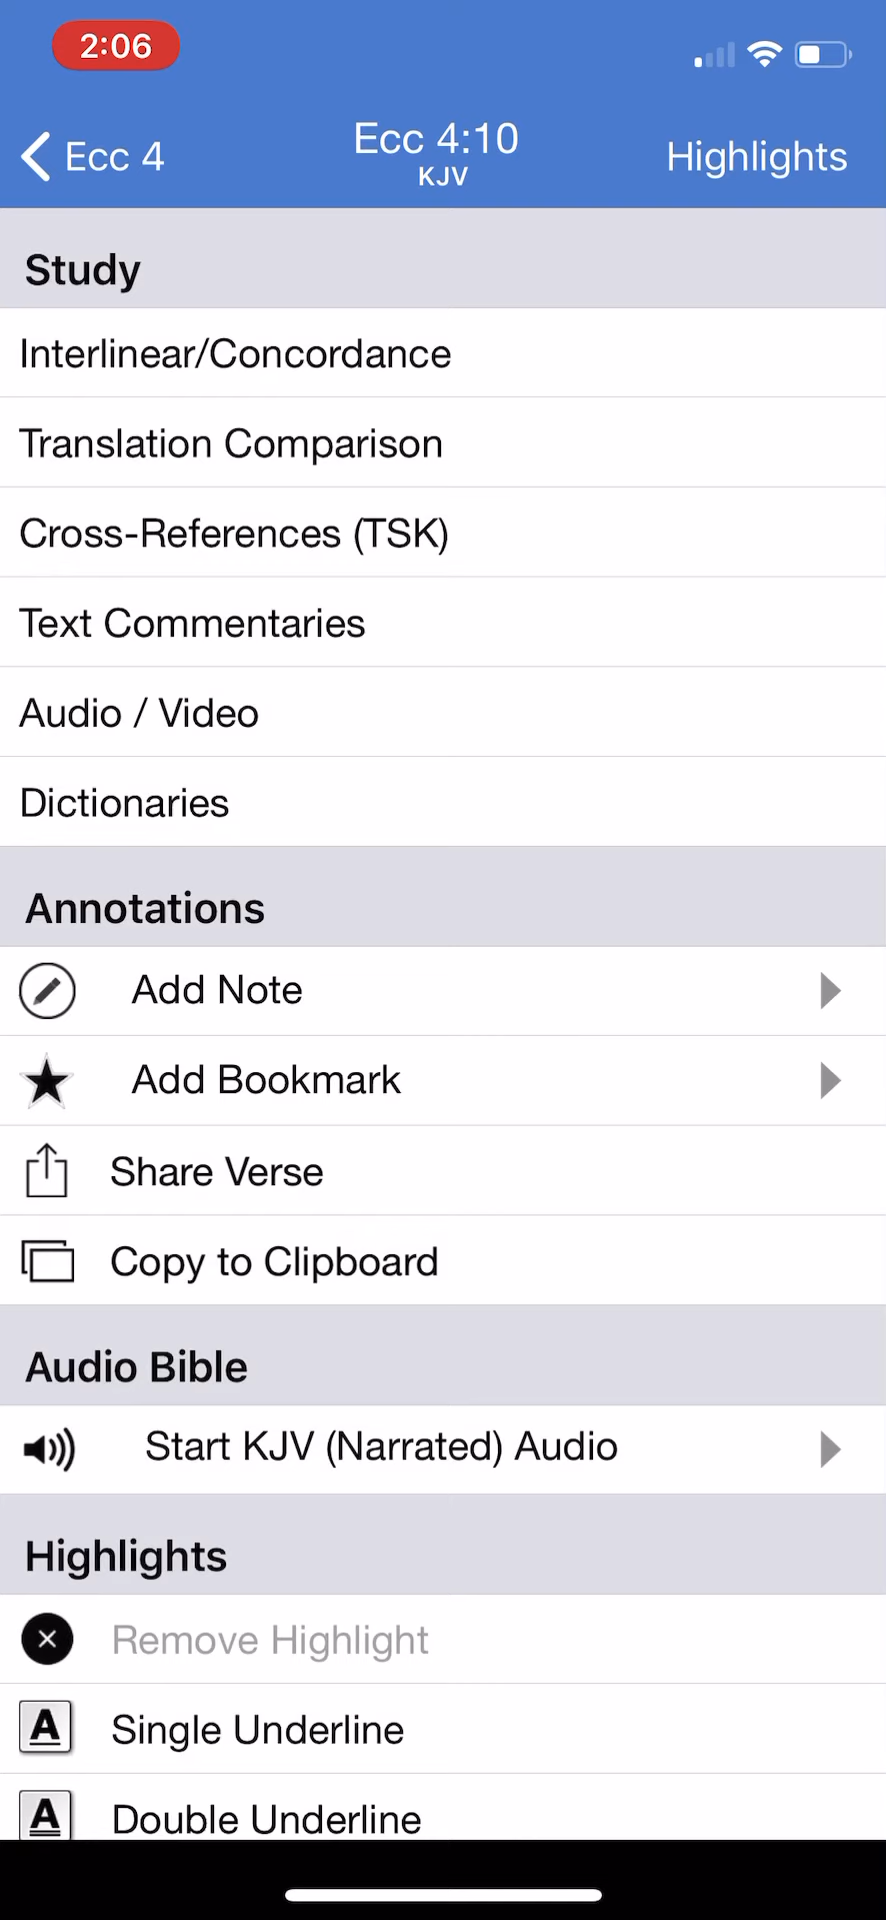 2:06
Ecc 4
Ecc 4:10
KJV
Highlights
Study
Interlinear/Concordance
Translation Comparison
Cross-References (TSK)
Text Commentaries
Audio / Video
Dictionaries
Annotations
Add Note
Add Bookmark
Share Verse
Copy to Clipboard
Audio Bible
Start KJV (Narrated) Audio
Highlights
Remove Highlight
A Single Underline
A Double Underline